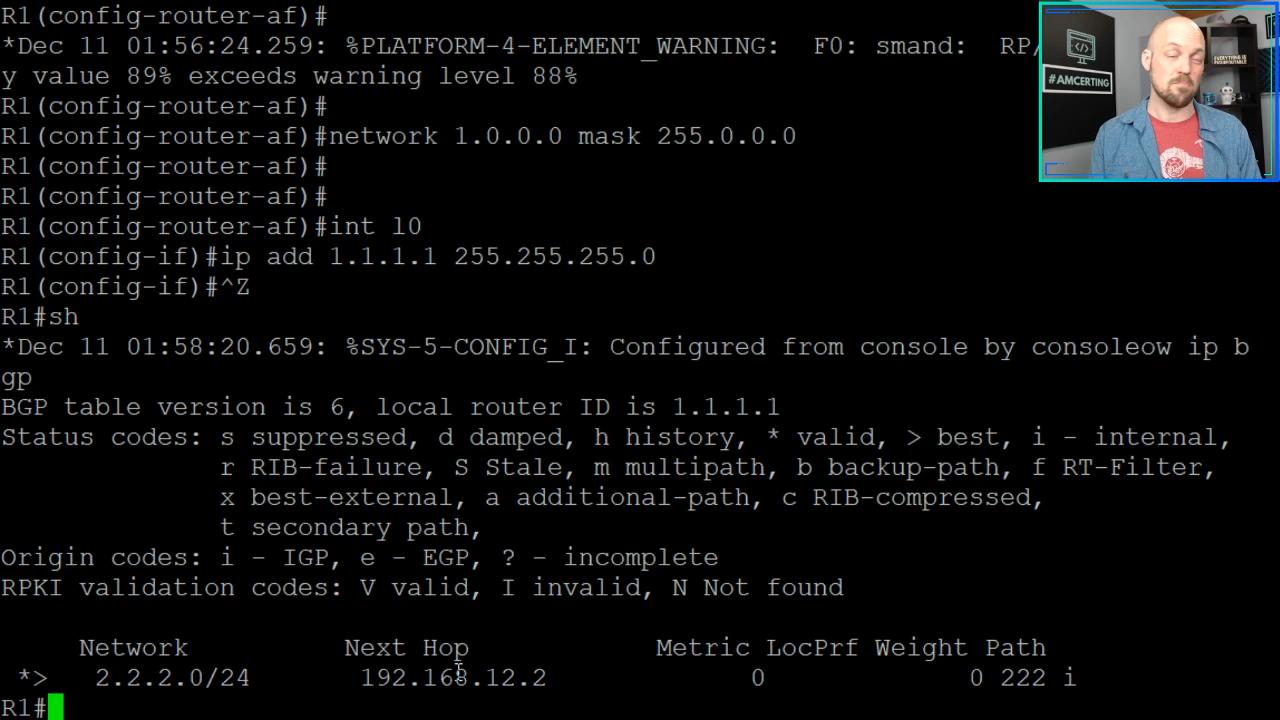 R1(config-router-af)#
*Dec 11 01:56:24.259: %PLATFORM-4-ELEMENT_WARNING:  F0: smand:  RP/
y value 89% exceeds warning level 88%
R1(config-router-af)#
R1(config-router-af)#network 1.0.0.0 mask 255.0.0.0
R1(config-router-af)#
R1(config-router-af)#
R1(config-router-af)#int l0
R1(config-if)#ip add 1.1.1.1 255.255.255.0
R1(config-if)#^Z
R1#sh
*Dec 11 01:58:20.659: %SYS-5-CONFIG_I: Configured from console by consoleow ip b
gp
BGP table version is 6, local router ID is 1.1.1.1
Status codes: s suppressed, d damped, h history, * valid, > best, i - internal,
              r RIB-failure, S Stale, m multipath, b backup-path, f RT-Filter,
              x best-external, a additional-path, c RIB-compressed,
              t secondary path,
Origin codes: i - IGP, e - EGP, ? - incomplete
RPKI validation codes: V valid, I invalid, N Not found
     Network          Next Hop            Metric LocPrf Weight Path
 *>   2.2.2.0/24       192.168.12.2             0             0 222 i
R1#
#AMCERTING